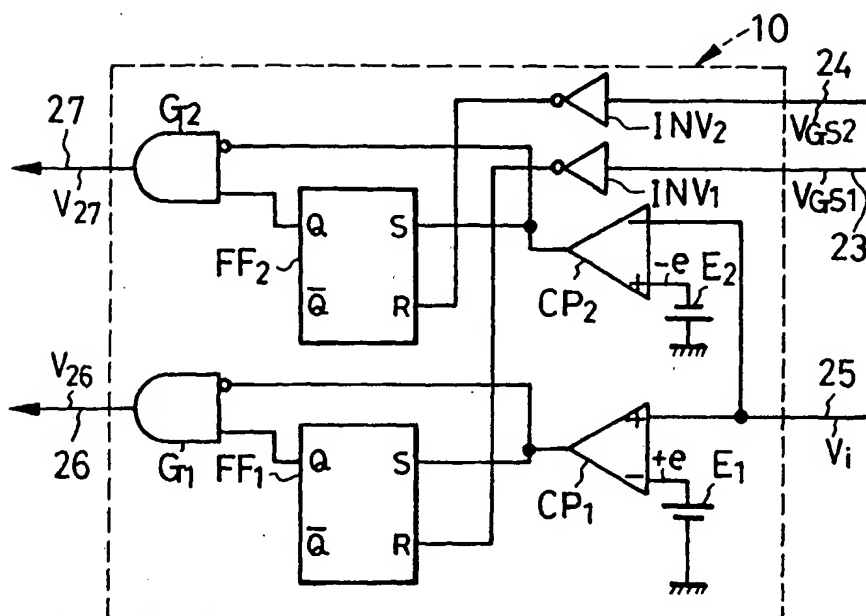 10
24
G2
27
INV2
VGS2
V27
INV1
VGS1
23
Q S
FF2
Q̅ R
CP2
-
+
-e
E2
V26
26
25
Vi
G1
Q S
FF1
Q̅ R
CP1
+
-
+e
E1